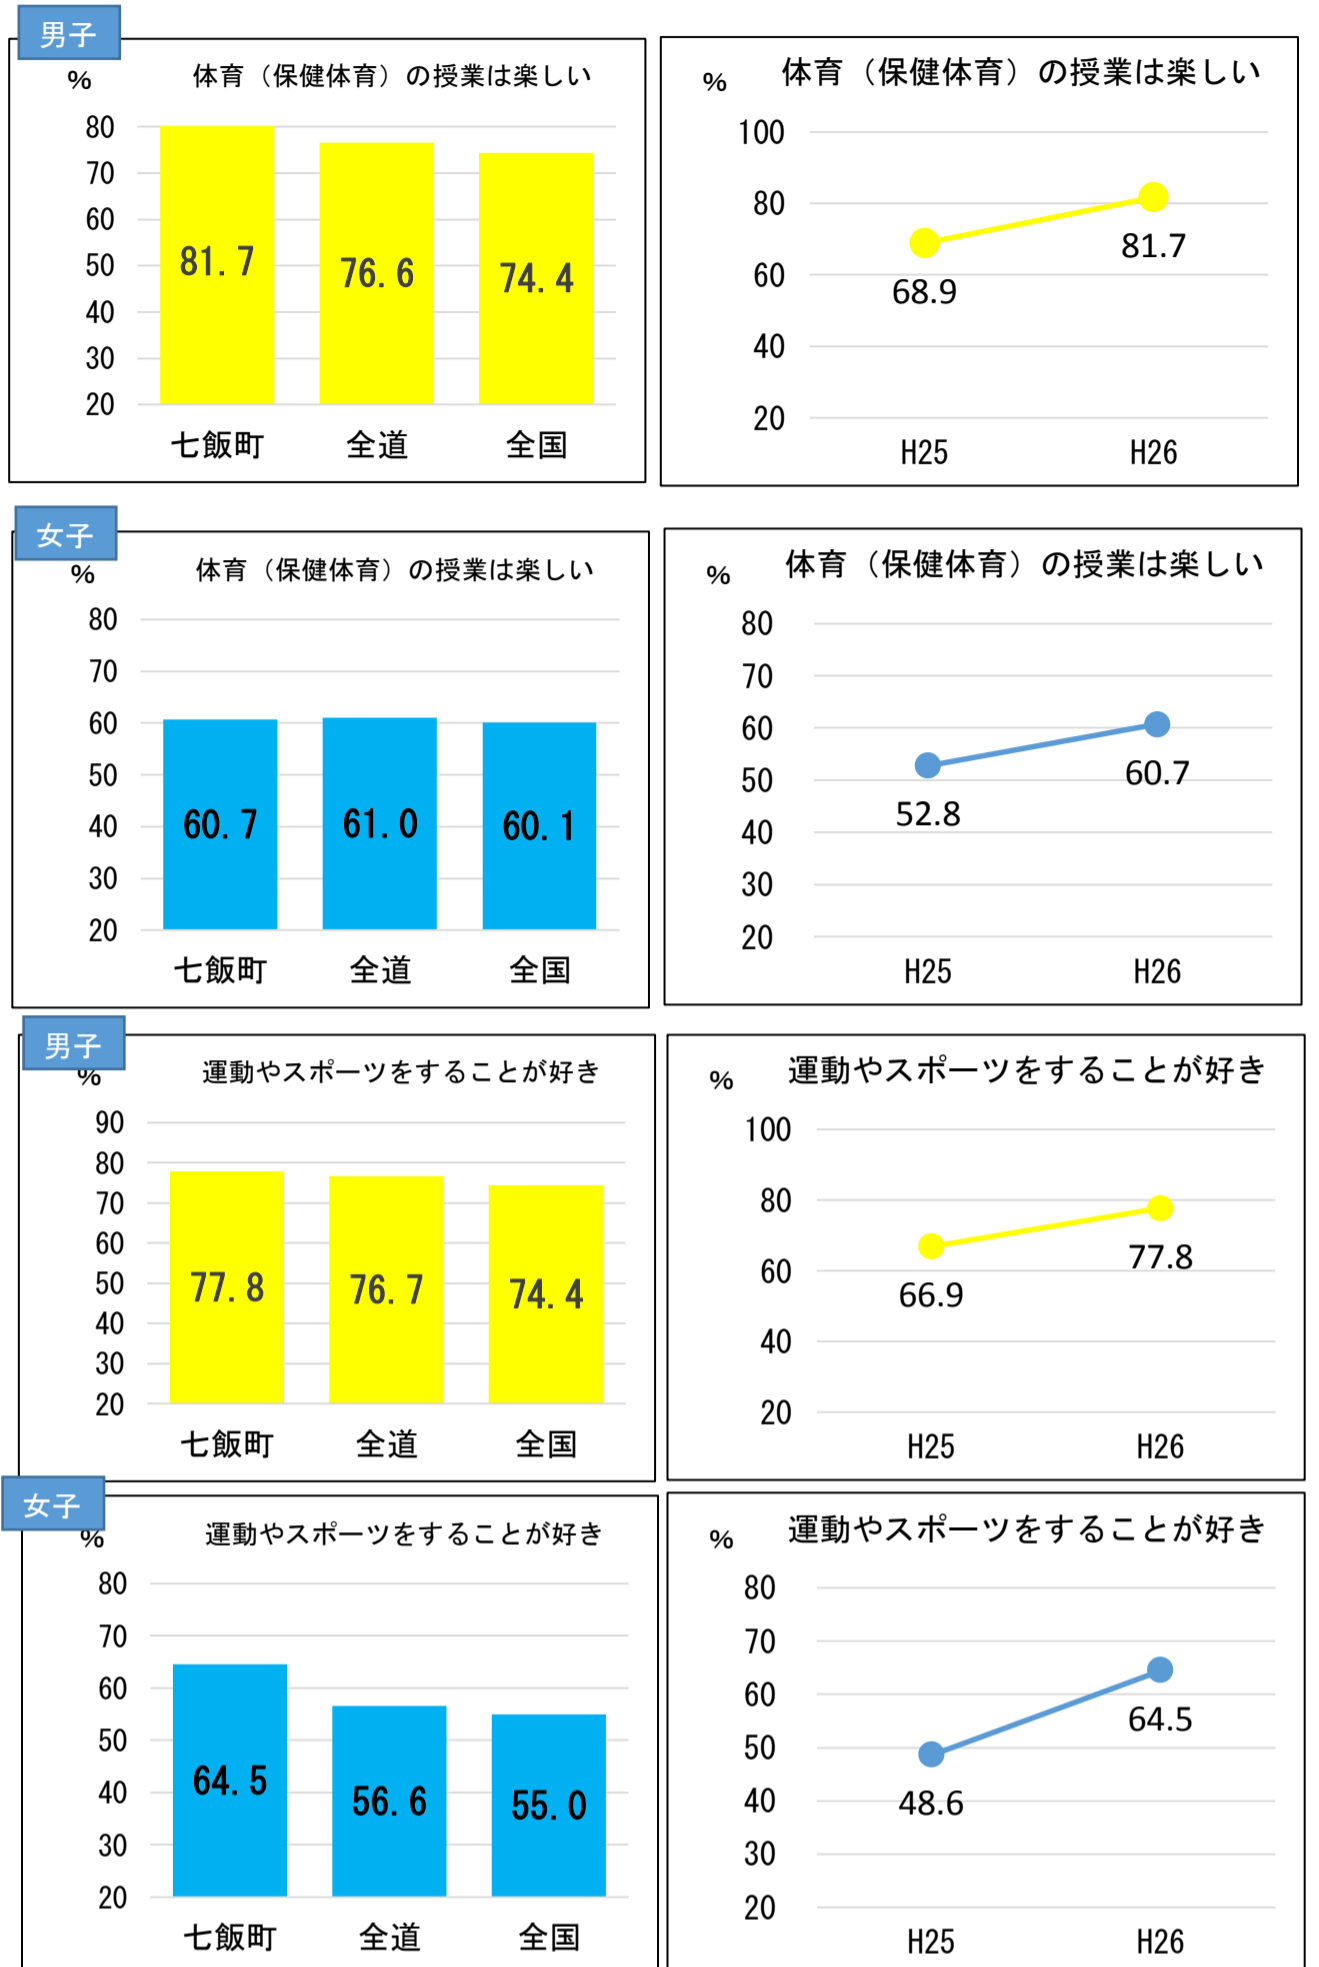 男子
% 体育（保健体育）の授業は楽しい
80
70
60
50
40
30
20
81.7 76.6 74.4
七飯町 全道 全国
% 体育（保健体育）の授業は楽しい
100
80
60
40
20
68.9
81.7
H25 H26
女子
% 体育（保健体育）の授業は楽しい
80
70
60
50
40
30
20
60.7 61.0 60.1
七飯町 全道 全国
% 体育（保健体育）の授業は楽しい
80
70
60
50
40
30
20
52.8
60.7
H25 H26
男子
% 運動やスポーツをすることが好き
90
80
70
60
50
40
30
20
77.8 76.7 74.4
七飯町 全道 全国
% 運動やスポーツをすることが好き
100
80
60
40
20
66.9
77.8
H25 H26
女子
% 運動やスポーツをすることが好き
80
70
60
50
40
30
20
64.5 56.6 55.0
七飯町 全道 全国
% 運動やスポーツをすることが好き
80
70
60
50
40
30
20
48.6
64.5
H25 H26